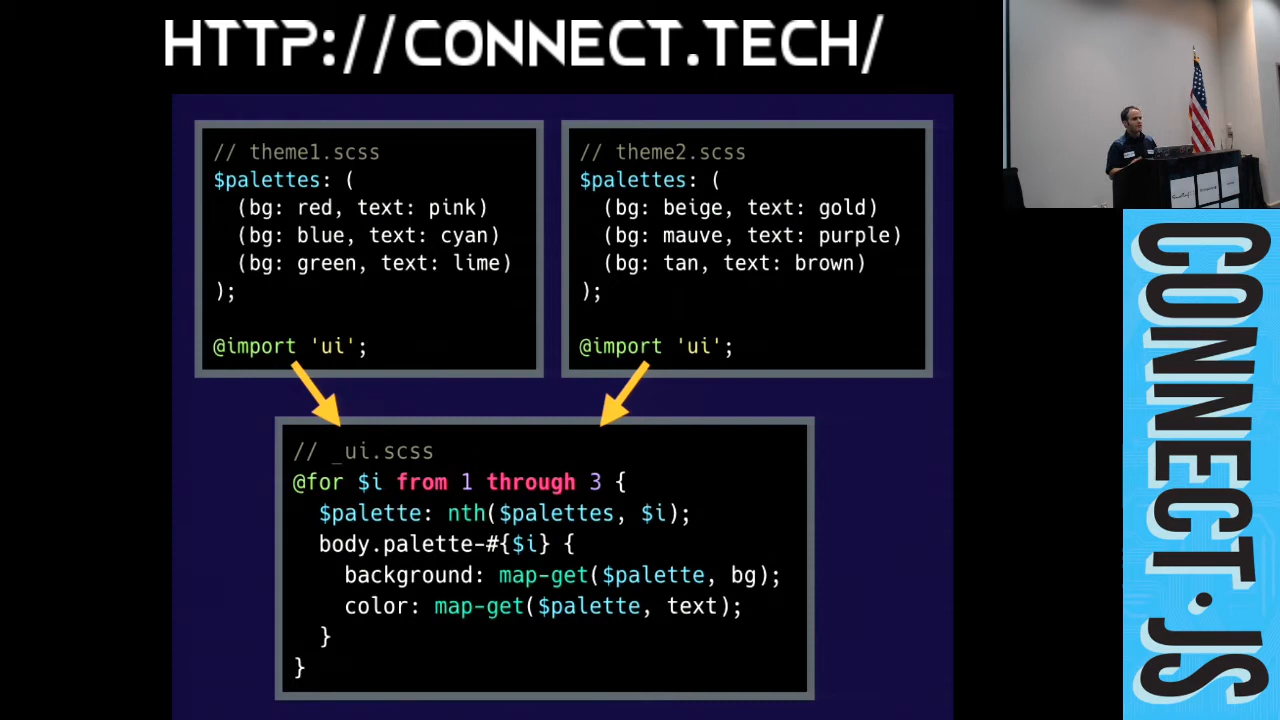 HTTP://CONNECT.TECH/
// theme1.scss
$palettes: (
(bg: red, text: pink)
(bg: blue, text: cyan)
(bg: green, text: lime)
);
@import 'ui';
// theme2.scss
$palettes: (
(bg: beige, text: gold)
(bg: mauve, text: purple)
(bg: tan, text: brown)
);
@import 'ui';
// _ui.scss
@for $i from 1 through 3 {
$palette: nth($palettes, $i);
body.palette-#{$i} {
background: map-get($palette, bg);
color: map-get($palette, text);
}
}
CONNECT.JS